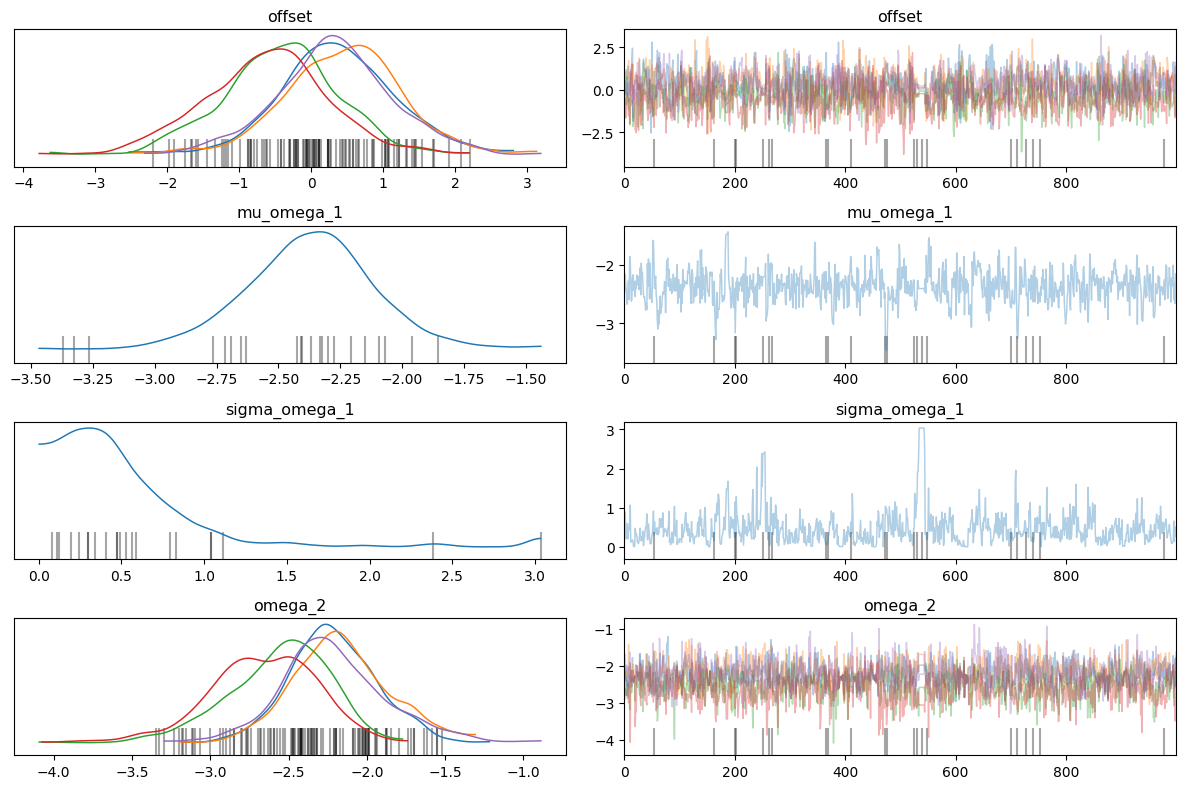 offset
−4 −3 −2 −1 0 1 2 3
offset
2.5
0.0
−2.5
0 200 400 600 800
mu_omega_1
−3.50 −3.25 −3.00 −2.75 −2.50 −2.25 −2.00 −1.75 −1.50
mu_omega_1
−2
−3
0 200 400 600 800
sigma_omega_1
0.0 0.5 1.0 1.5 2.0 2.5 3.0
sigma_omega_1
3
2
1
0
0 200 400 600 800
omega_2
−4.0 −3.5 −3.0 −2.5 −2.0 −1.5 −1.0
omega_2
−1
−2
−3
−4
0 200 400 600 800